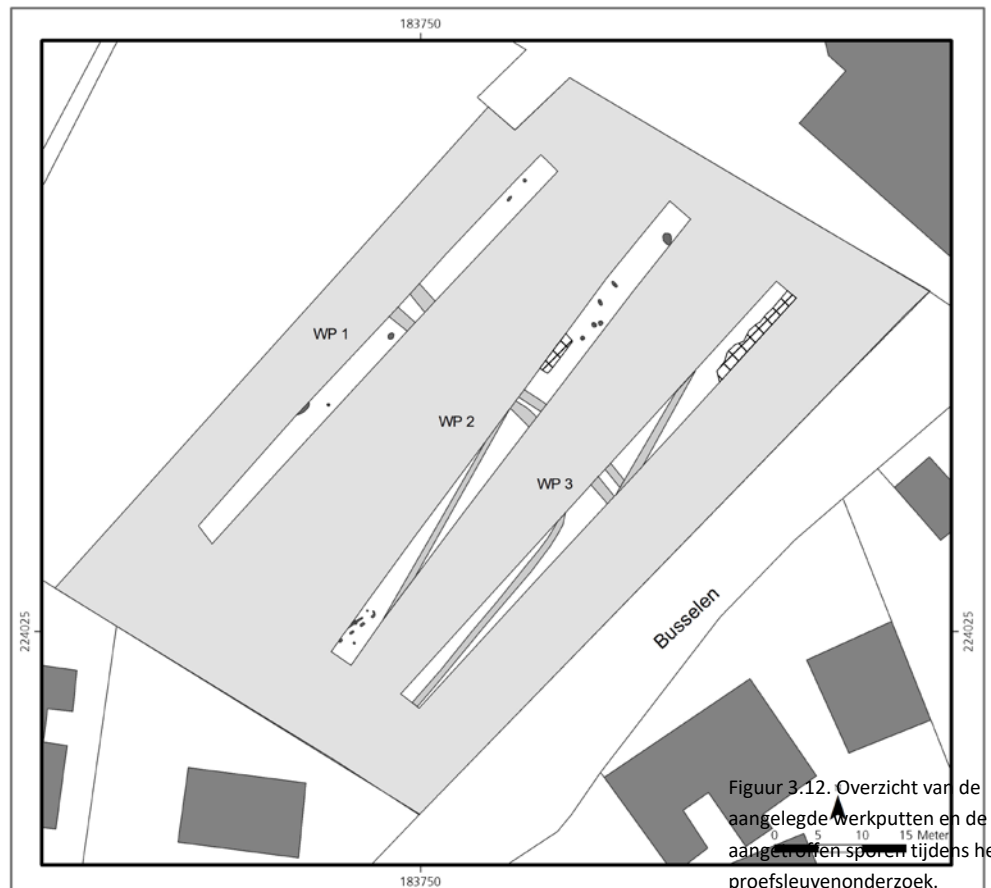 183750
WP 1
WP 2
WP 3
Busselen
224025
224025
Figuur 3.12. Overzicht van de
aangelegde werkputten en de
0 5 10 15 Meter
aangetroffen sporen tijdens he
proefsleuvenonderzoek.
183750